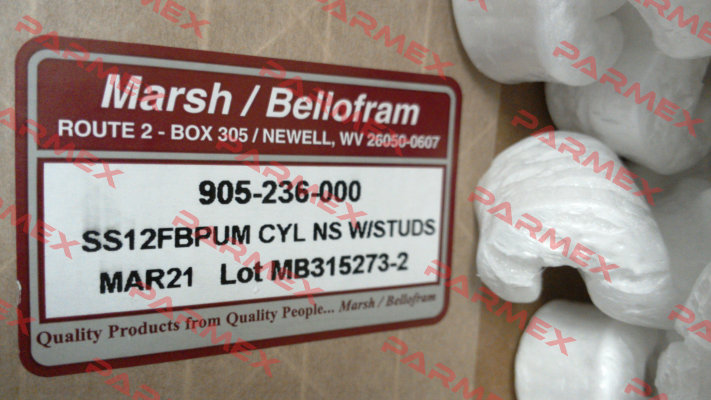 Marsh / Bellofram
ROUTE 2 - BOX 305 / NEWELL, WV 26050-0607
905-236-000
SS12FBPUM CYL NS W/STUDS
MAR21 Lot MB315273-2
Quality Products from Quality People... Marsh / Bellofram
PARMEX